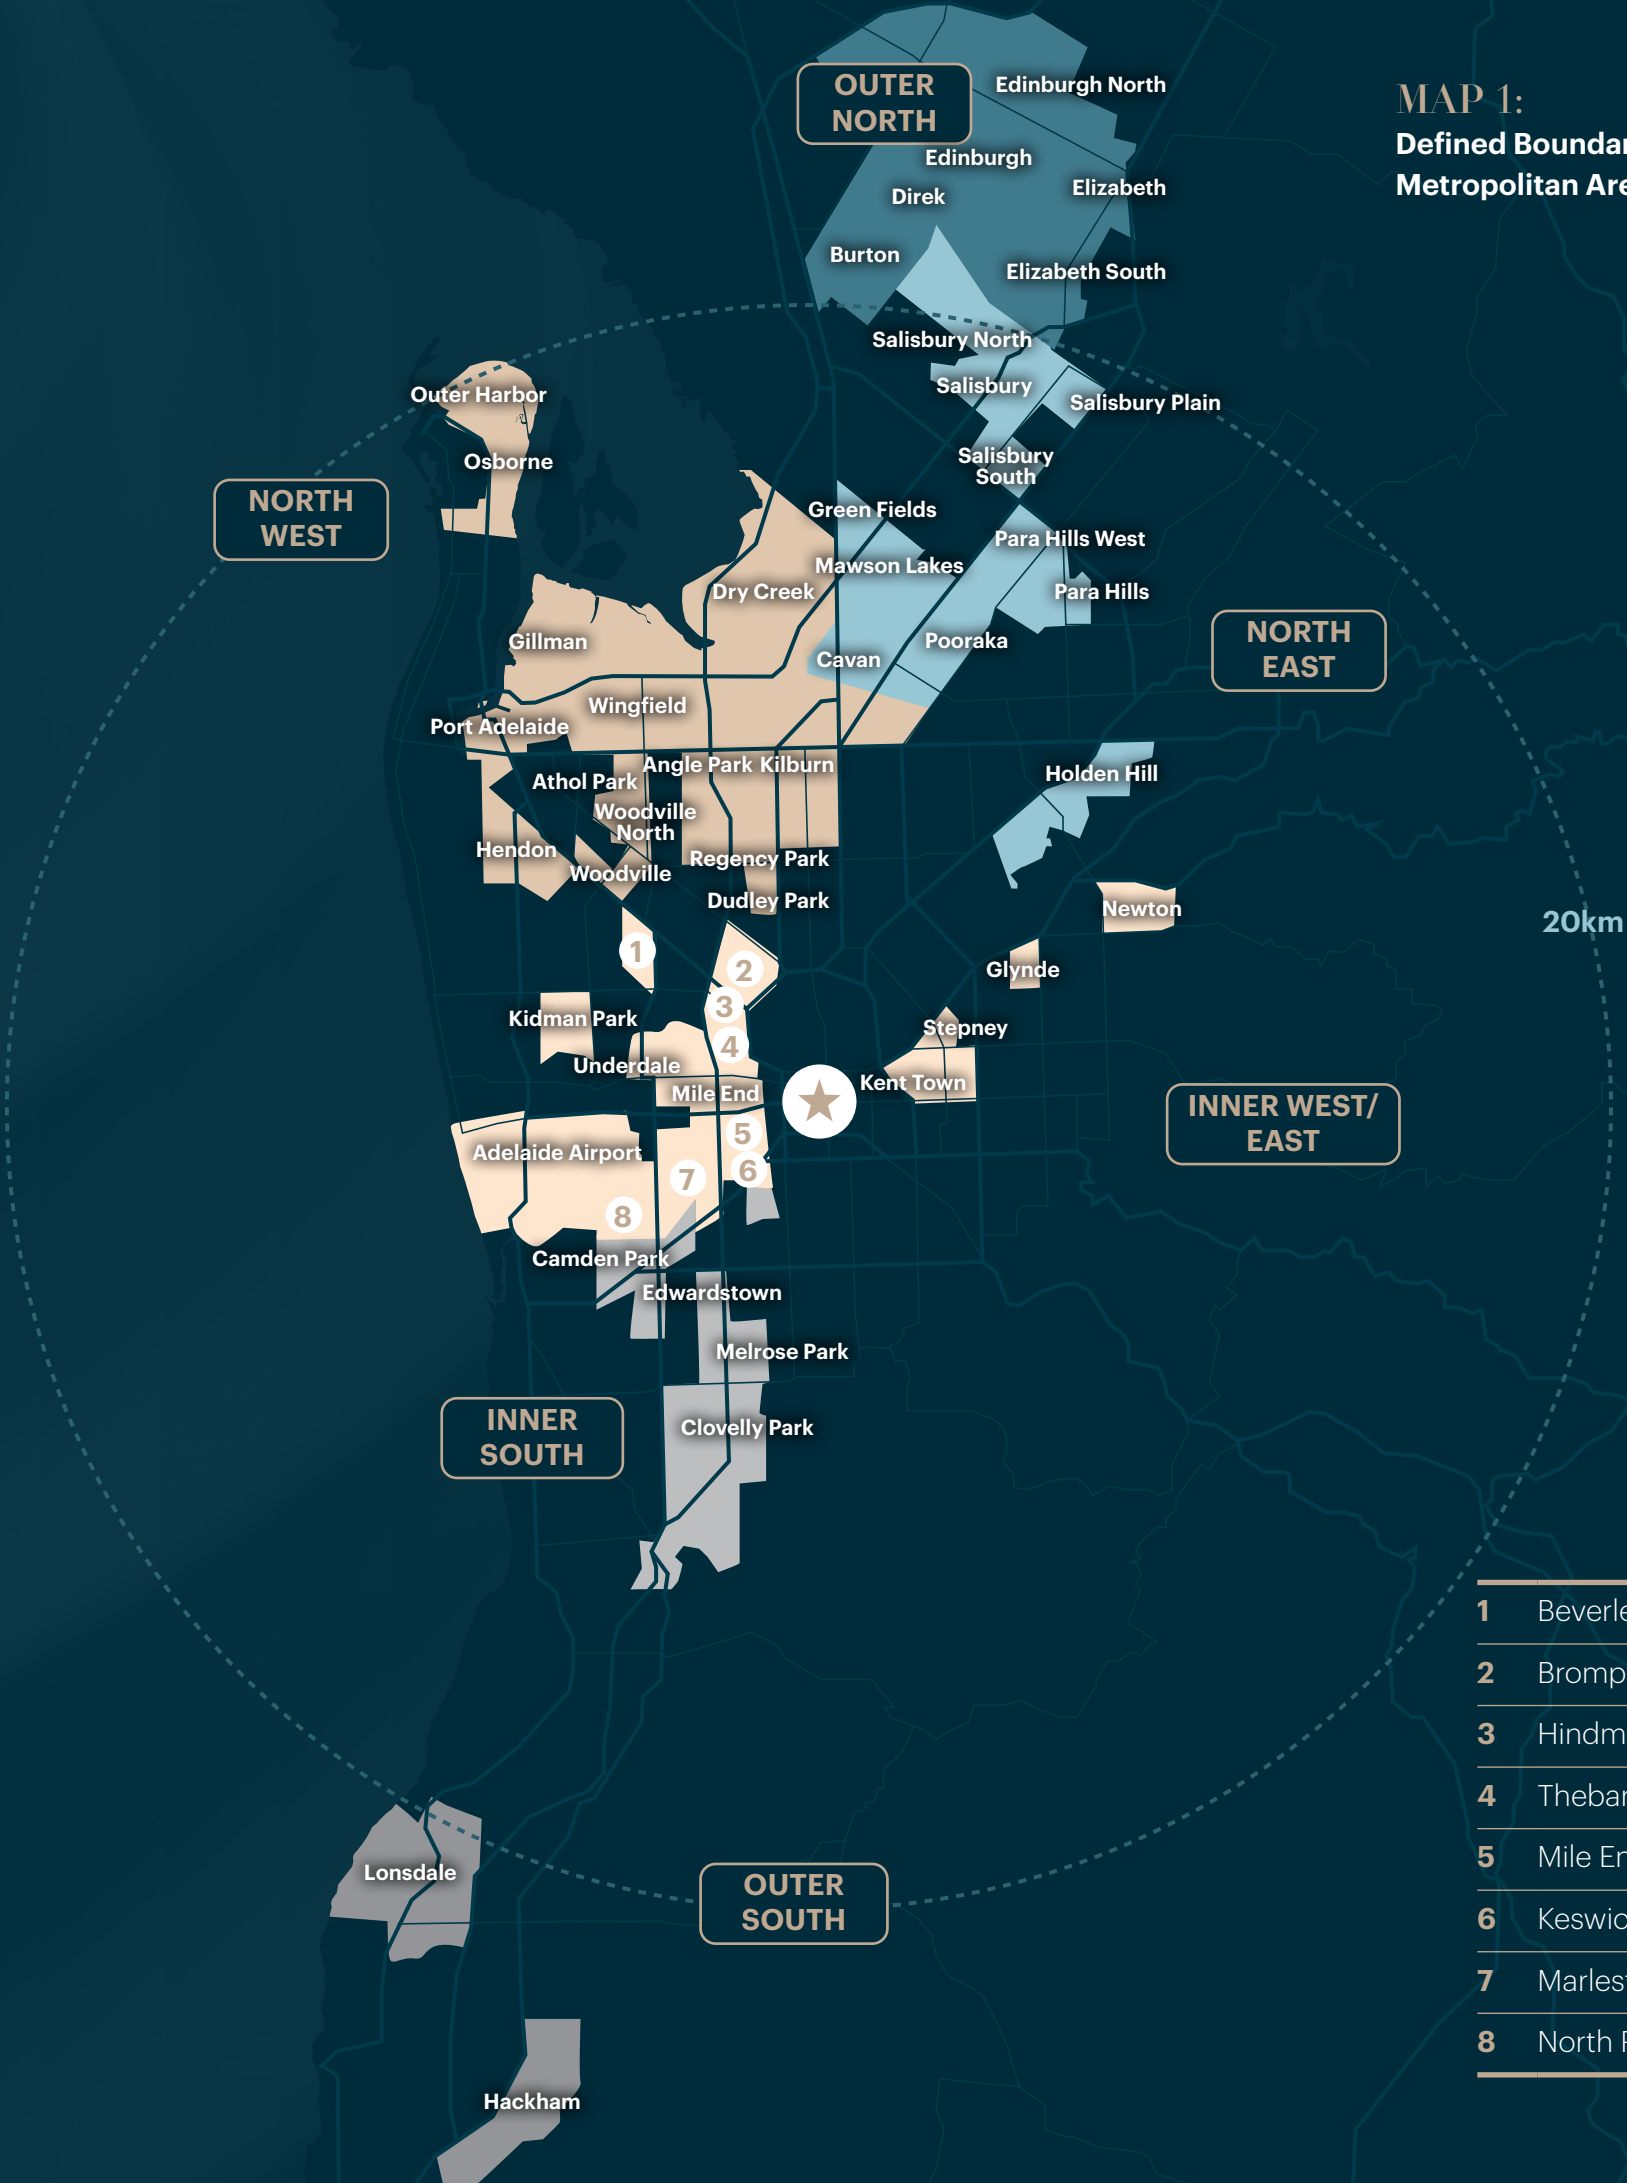 MAP 1:
Defined Boundar
Metropolitan Are
OUTER
NORTH
Edinburgh North
Edinburgh
Direk
Elizabeth
Burton
Elizabeth South
Salisbury North
Salisbury
Salisbury Plain
Salisbury
South
Outer Harbor
Osborne
NORTH
WEST
Green Fields
Para Hills West
Mawson Lakes
Dry Creek
Para Hills
Gillman
Pooraka
Cavan
NORTH
EAST
Wingfield
Port Adelaide
Angle Park
Kilburn
Athol Park
Holden Hill
Woodville
North
Hendon
Regency Park
Woodville
Dudley Park
Newton
20km
1
2
Glynde
3
Kidman Park
Stepney
4
Underdale
Kent Town
Mile End
INNER WEST/
EAST
5
Adelaide Airport
6
7
8
Camden Park
Edwardstown
Melrose Park
INNER
SOUTH
Clovelly Park
1 Beverle
2 Bromp
3 Hindm
4 Thebar
5 Mile En
6 Keswic
7 Marlest
8 North P
Lonsdale
OUTER
SOUTH
Hackham